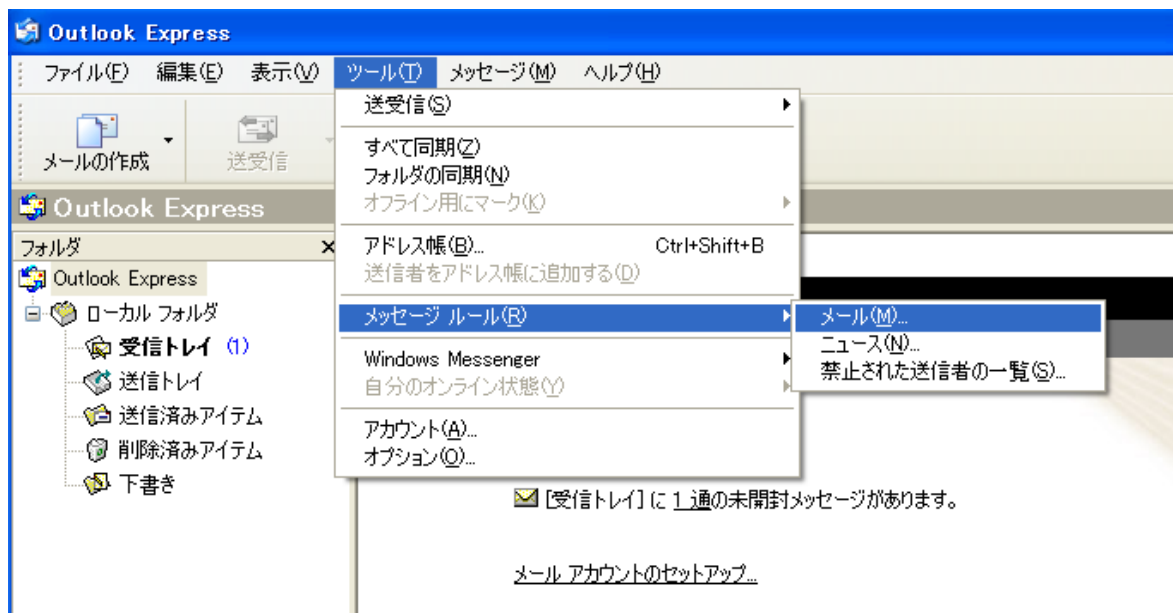 Outlook Express
ファイル(F) 編集(E) 表示(V) ツール(T) メッセージ(M) ヘルプ(H)
メールの作成 送受信
Outlook Express
フォルダ
Outlook Express
ローカル フォルダ
受信トレイ (1)
送信トレイ
送信済みアイテム
削除済みアイテム
下書き
送受信(S)
すべて同期(Z)
フォルダの同期(N)
オフライン用にマーク(K)
アドレス帳(B)... Ctrl+Shift+B
送信者をアドレス帳に追加する(D)
メッセージ ルール(R)
Windows Messenger
自分のオンライン状態(Y)
アカウント(A)...
オプション(O)...
メール(M)...
ニュース(N)...
禁止された送信者の一覧(S)...
[受信トレイ] に 1 通の未開封メッセージがあります。
メール アカウントのセットアップ...